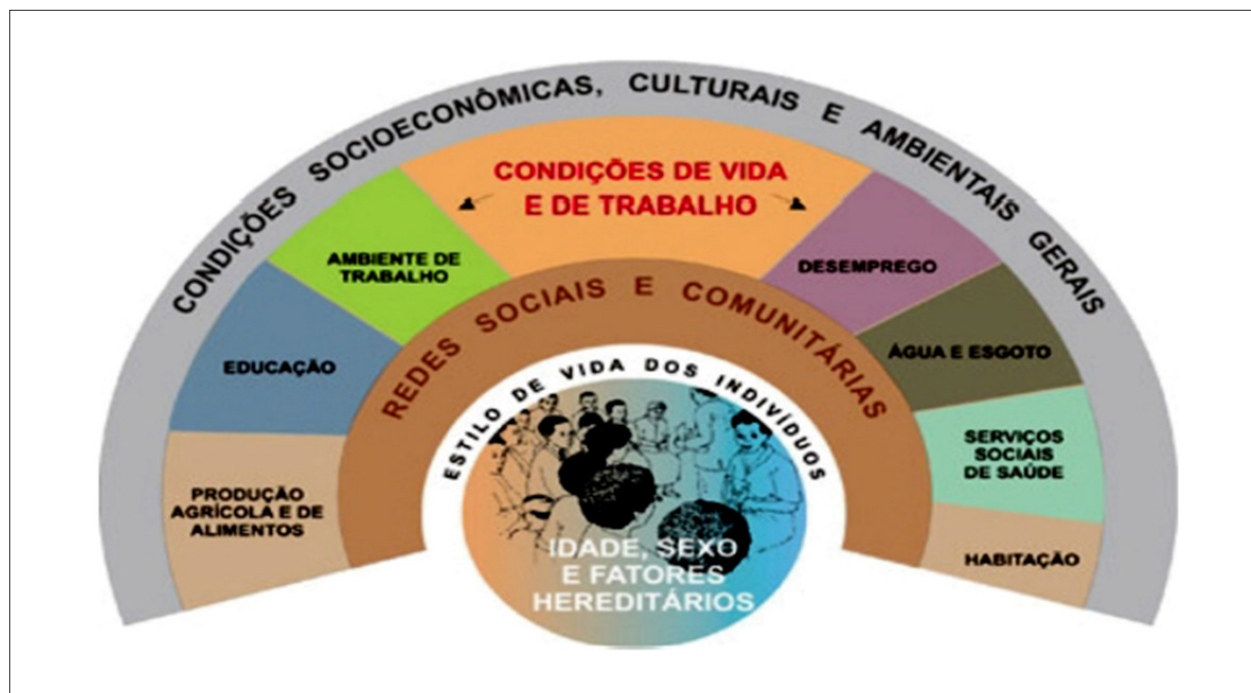 CONDIÇÕES SOCIOECONÔMICAS, CULTURAIS E AMBIENTAIS GERAIS
CONDIÇÕES DE VIDA
E DE TRABALHO
AMBIENTE DE
TRABALHO
DESEMPREGO
EDUCAÇÃO
ÁGUA E ESGOTO
PRODUÇÃO
AGRÍCOLA E DE
ALIMENTOS
SERVIÇOS
SOCIAIS
DE SAÚDE
HABITAÇÃO
REDES SOCIAIS E COMUNITÁRIAS
ESTILO DE VIDA DOS INDIVÍDUOS
IDADE, SEXO
E FATORES
HEREDITÁRIOS